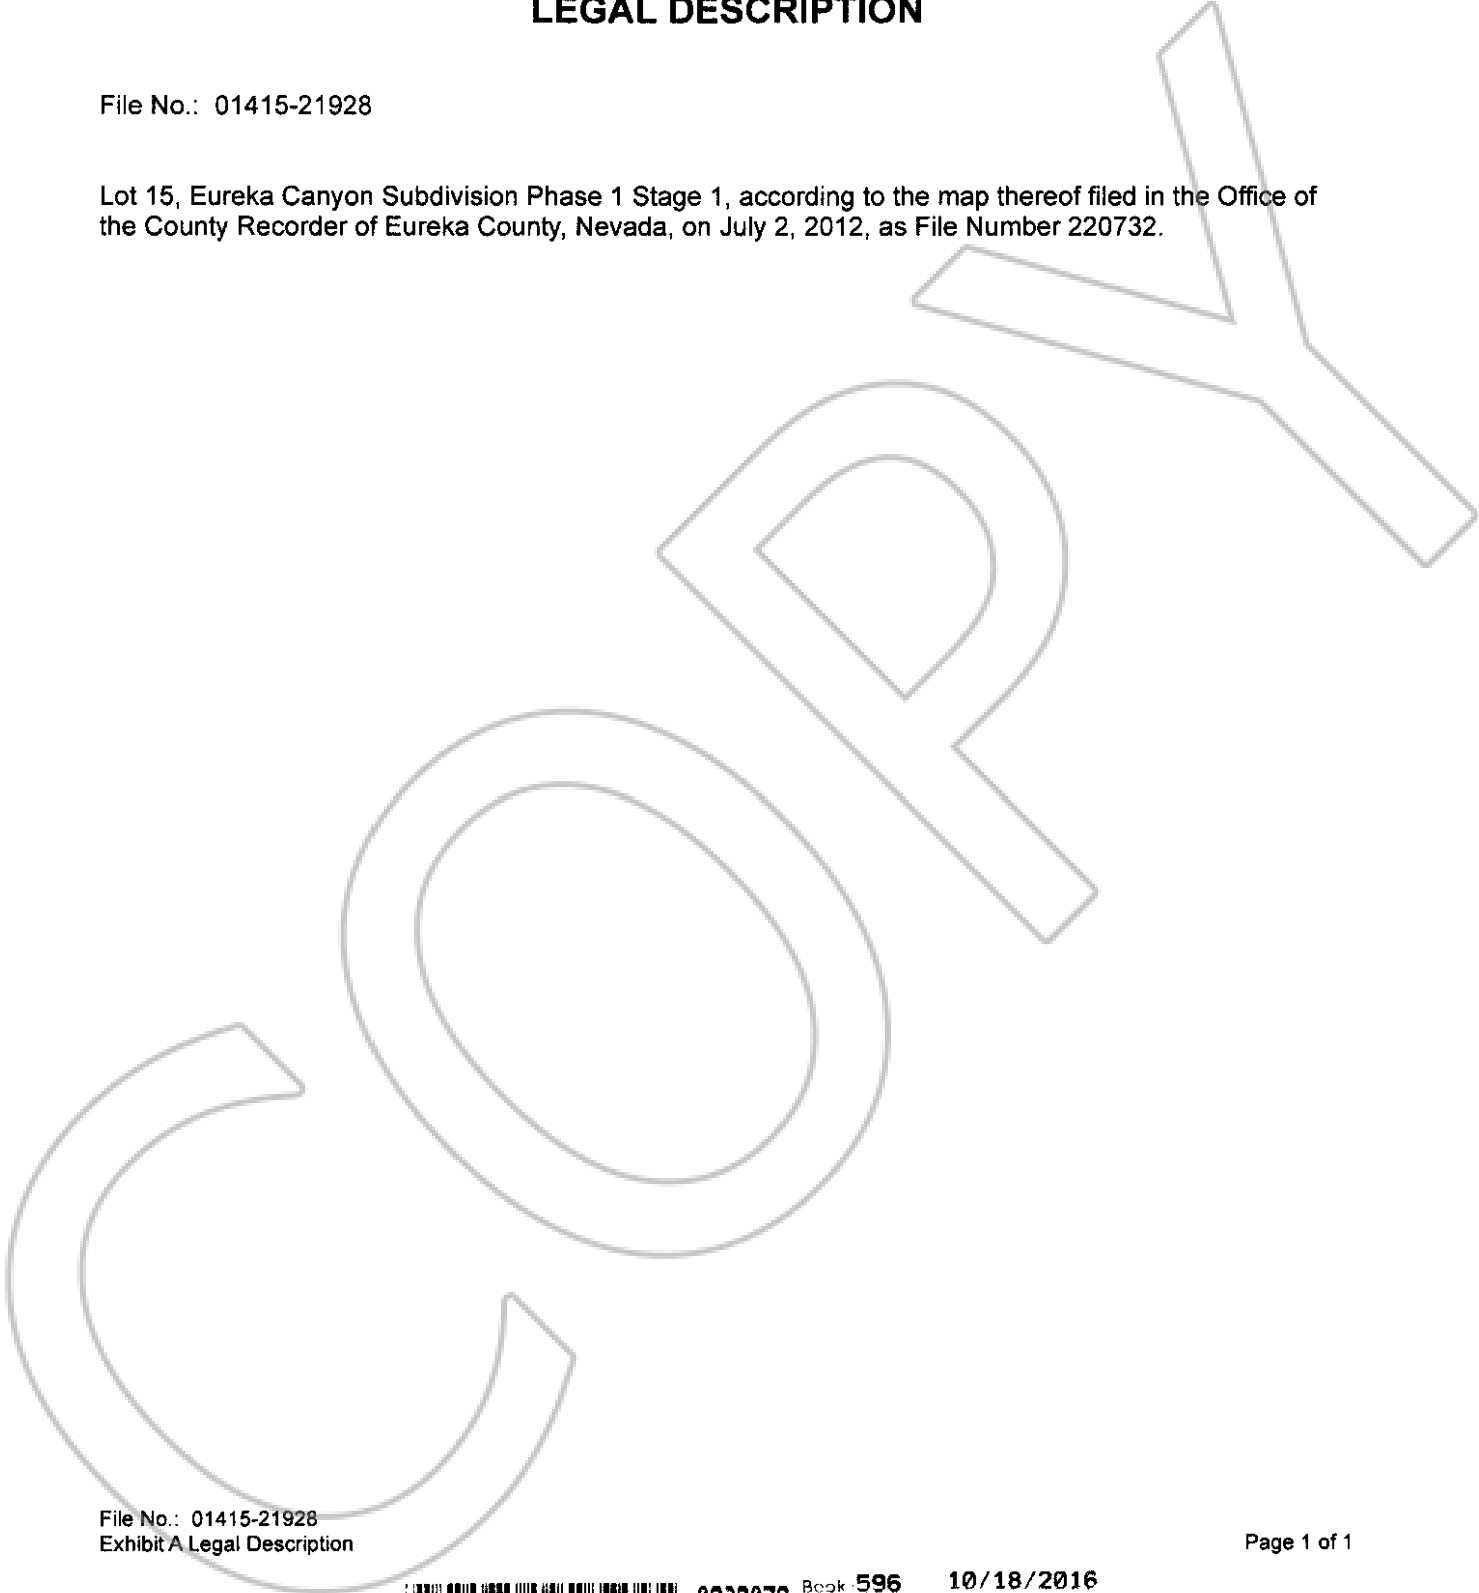 LEGAL DESCRIPTION
File No.: 01415-21928
Lot 15, Eureka Canyon Subdivision Phase 1 Stage 1, according to the map thereof filed in the Office of
the County Recorder of Eureka County, Nevada, on July 2, 2012, as File Number 220732.
COPY
File No.: 01415-21928
Exhibit A Legal Description
Page 1 of 1
Book 596 10/18/2016